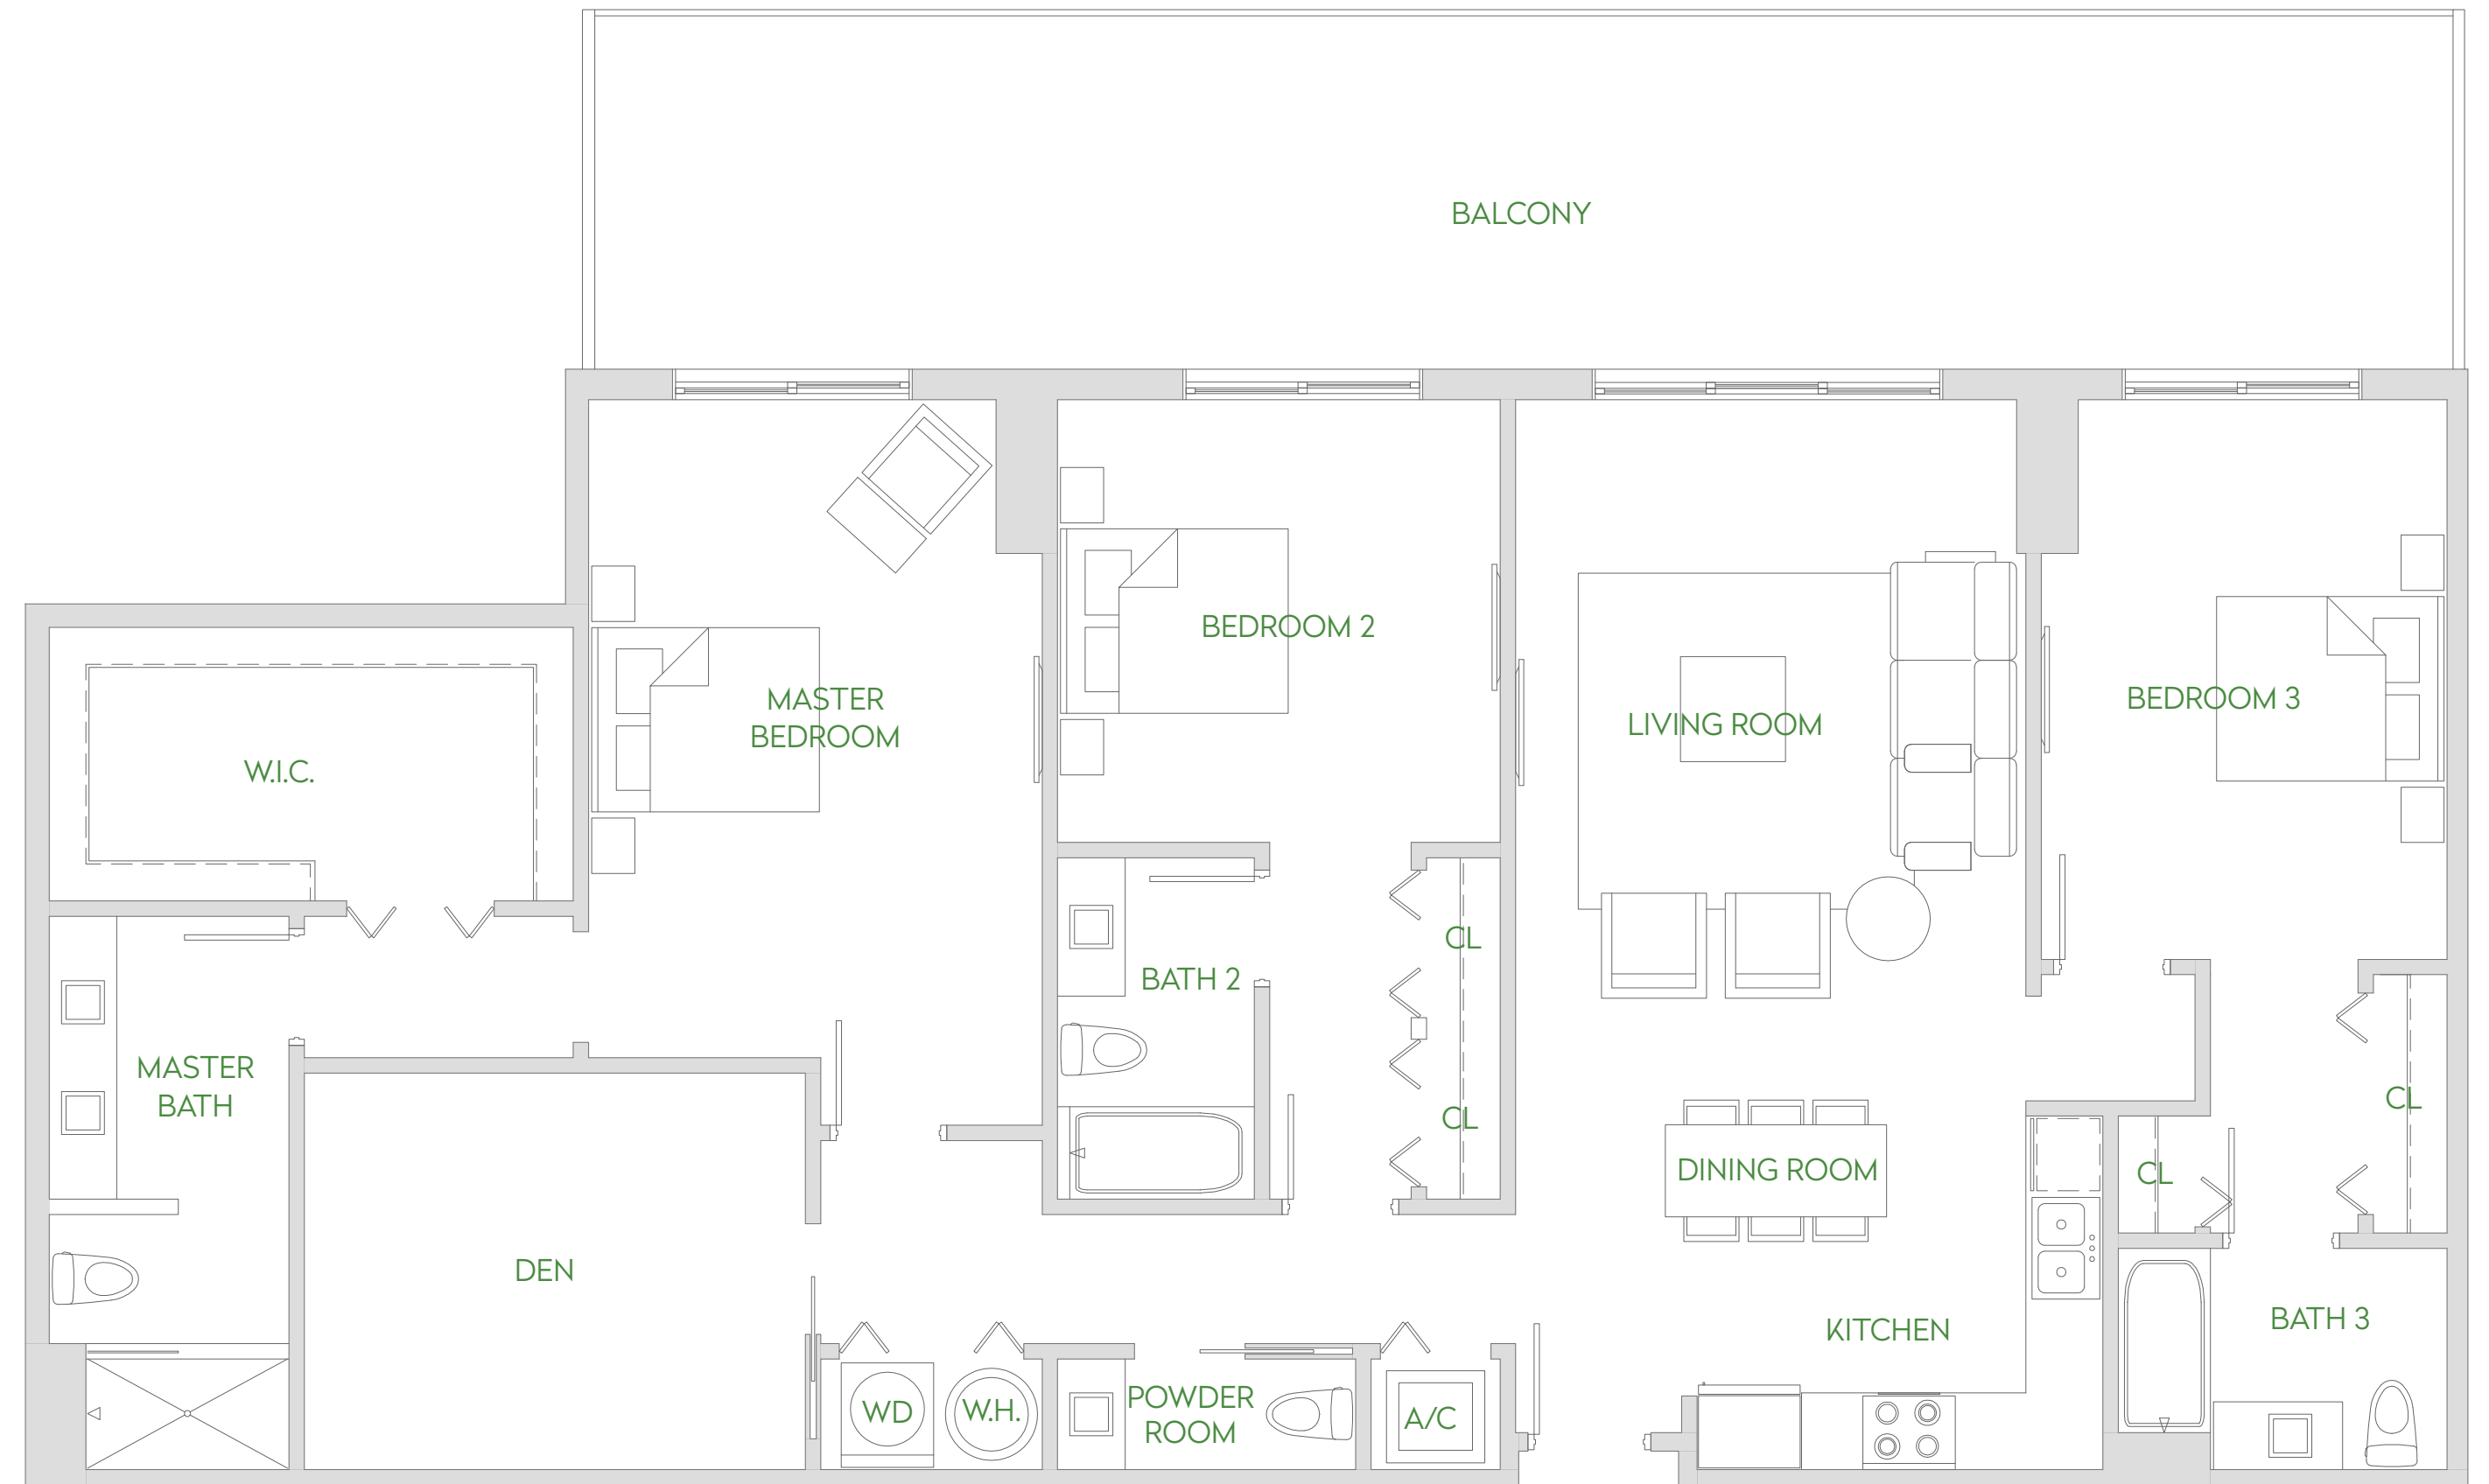 BALCONY
BEDROOM 2
MASTER
BEDROOM
BEDROOM 3
LIVING ROOM
W.I.C.
CL
BATH 2
MASTER
BATH
CL
CL
DINING ROOM
CL
DEN
BATH 3
KITCHEN
POWDER
ROOM
WD
W.H.
A/C